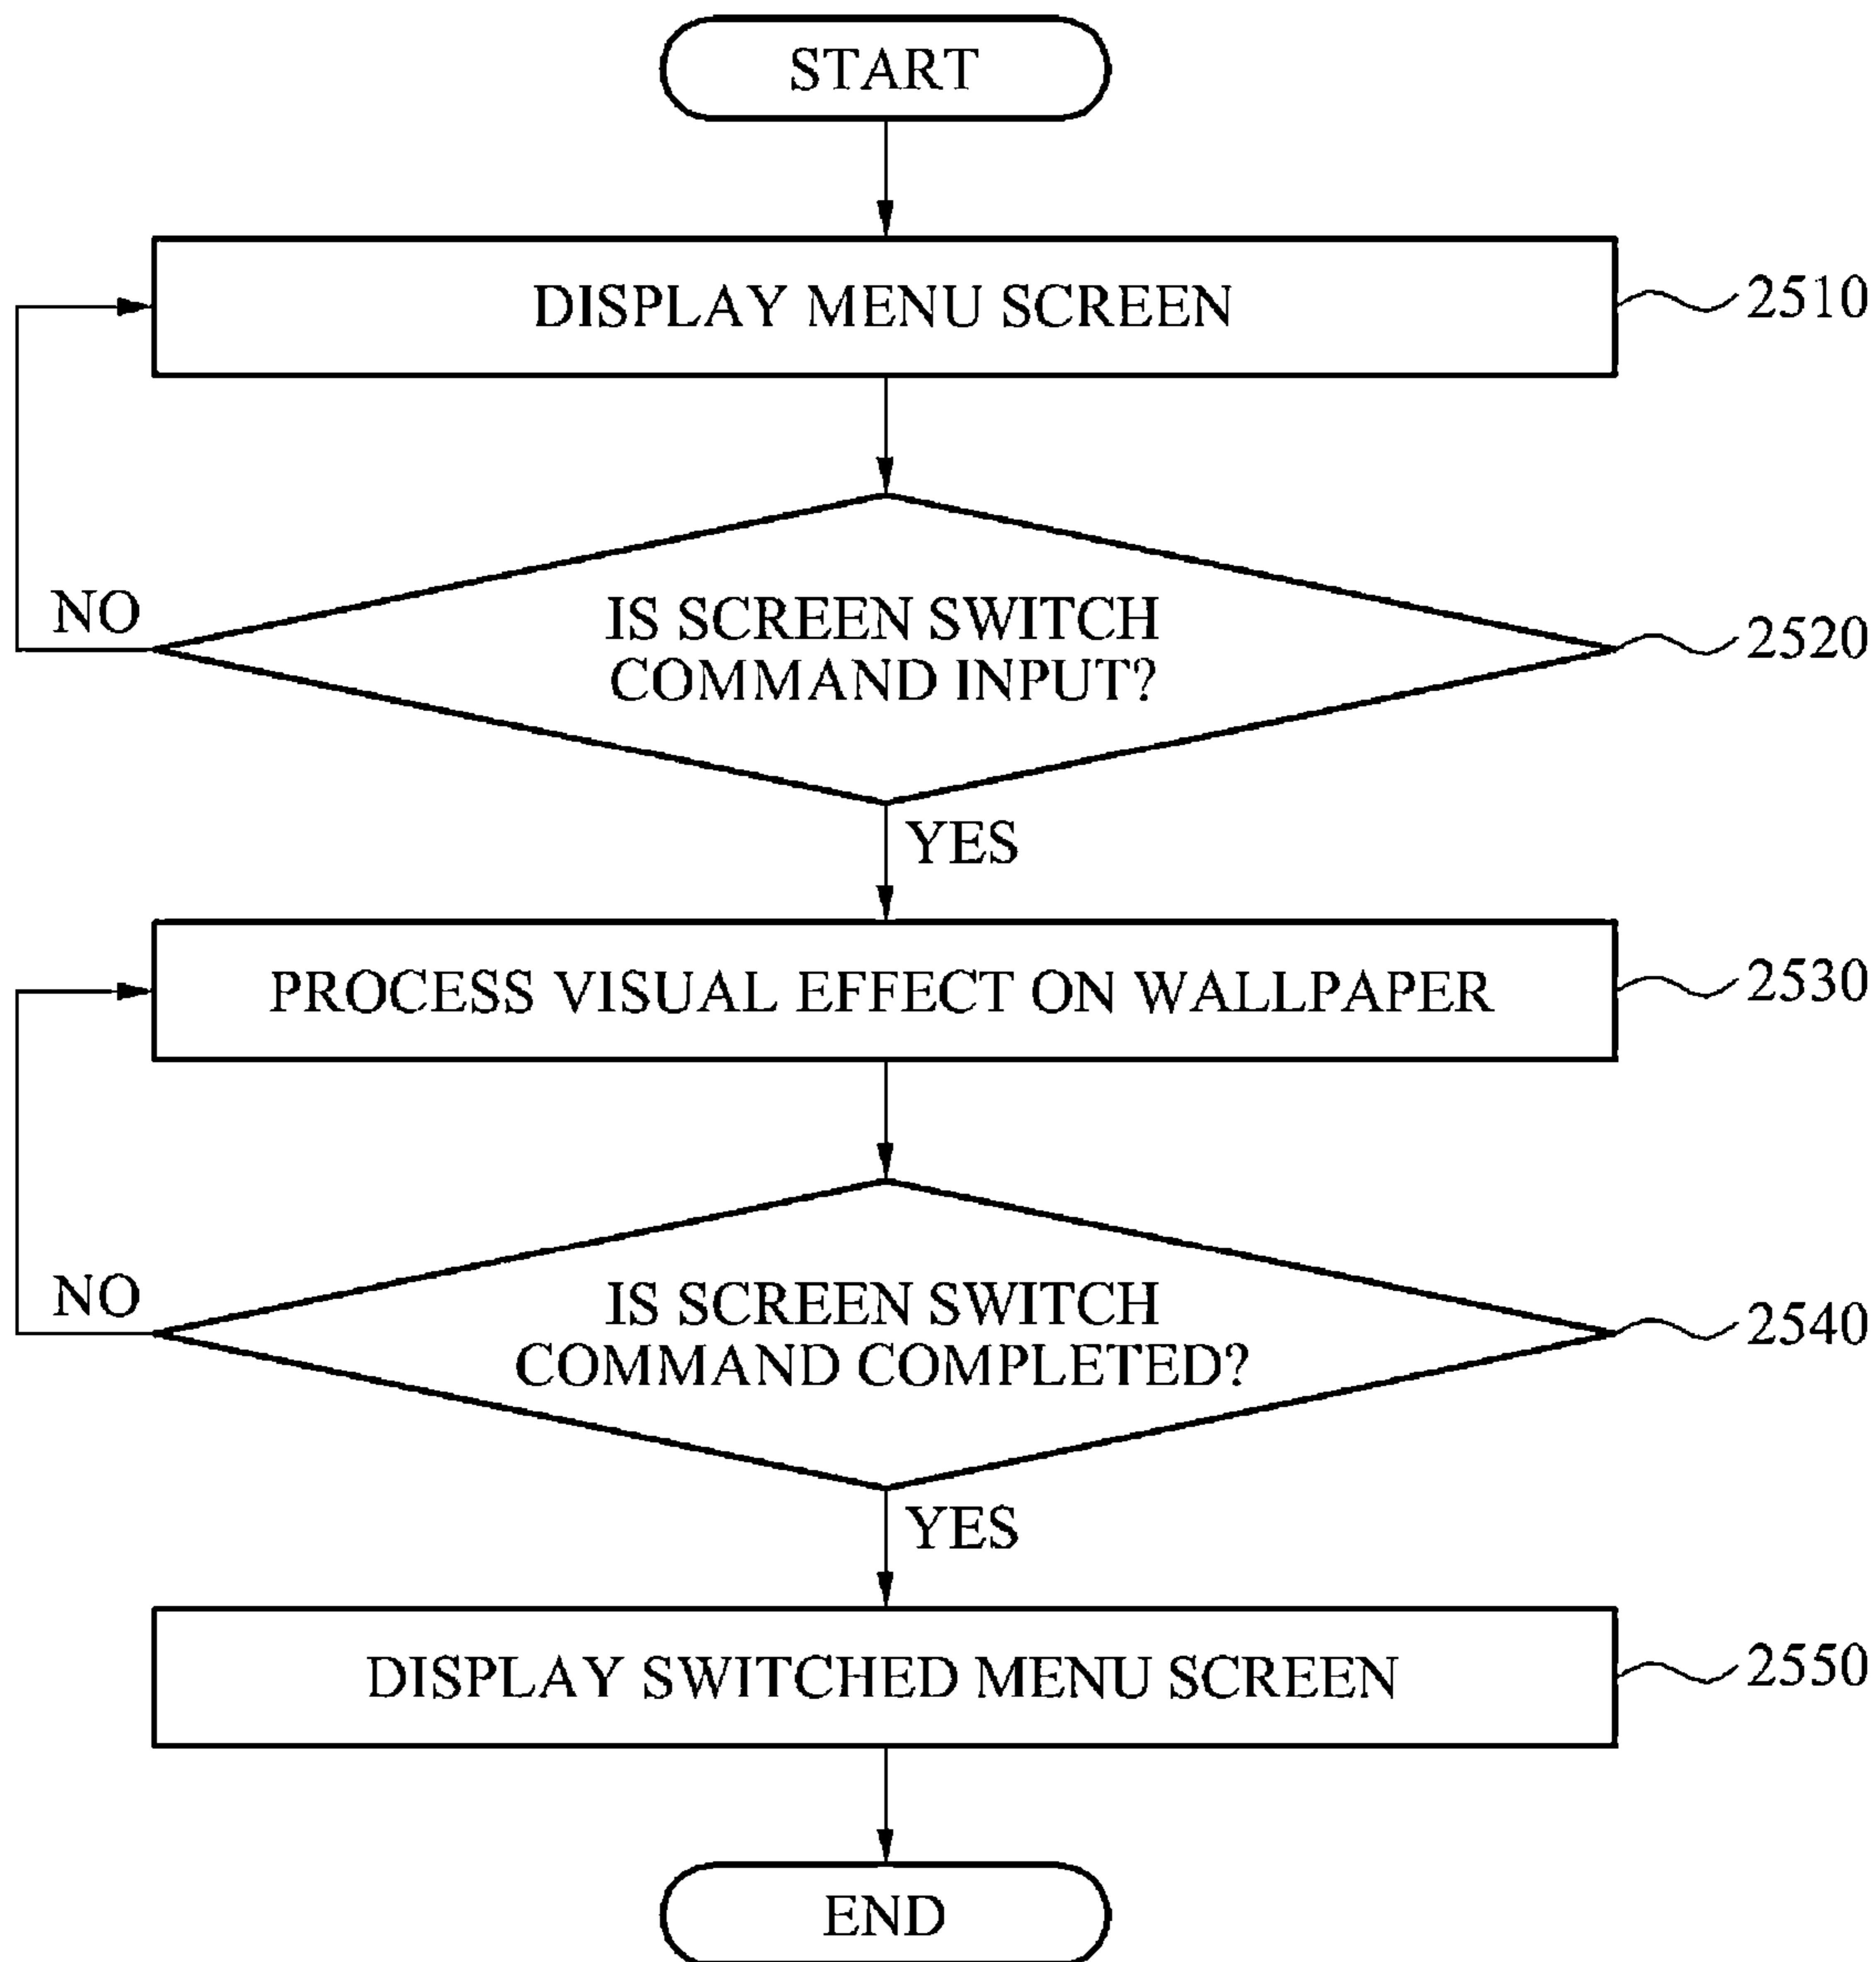 START
DISPLAY MENU SCREEN
2510
NO
IS SCREEN SWITCH
COMMAND INPUT?
2520
YES
PROCESS VISUAL EFFECT ON WALLPAPER
2530
NO
IS SCREEN SWITCH
COMMAND COMPLETED?
2540
YES
DISPLAY SWITCHED MENU SCREEN
2550
END